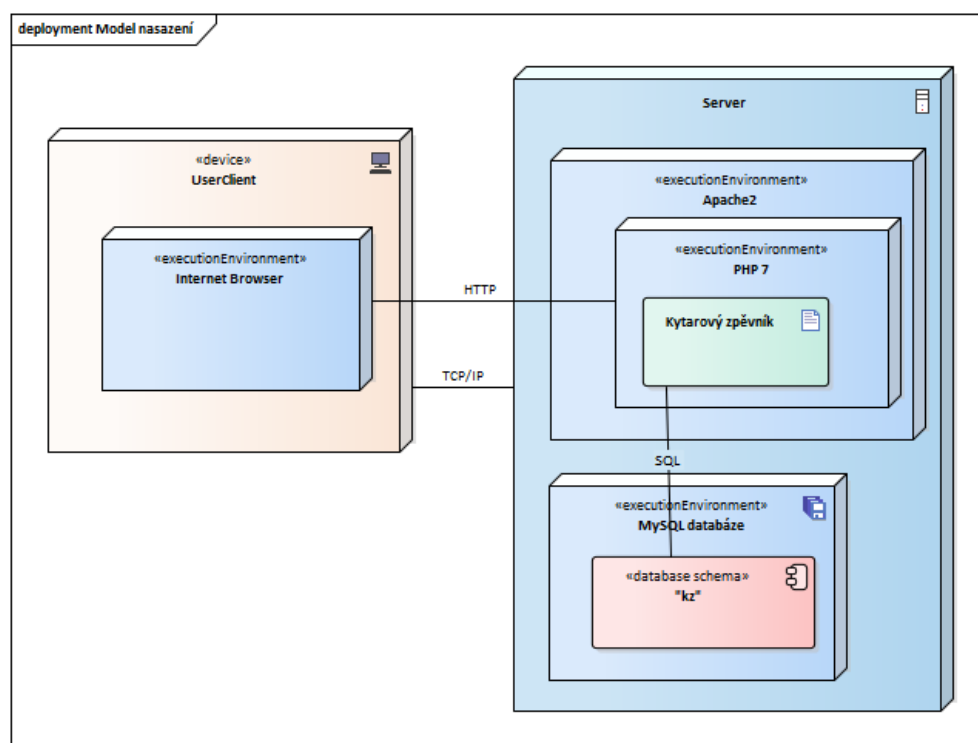 deployment Model nasazení
Server
«device»
UserClient
«executionEnvironment»
Apache2
«executionEnvironment»
Internet Browser
«executionEnvironment»
PHP 7
HTTP
Kytarový zpěvník
TCP/IP
SQL
«executionEnvironment»
MySQL databáze
«database schema»
"kz"